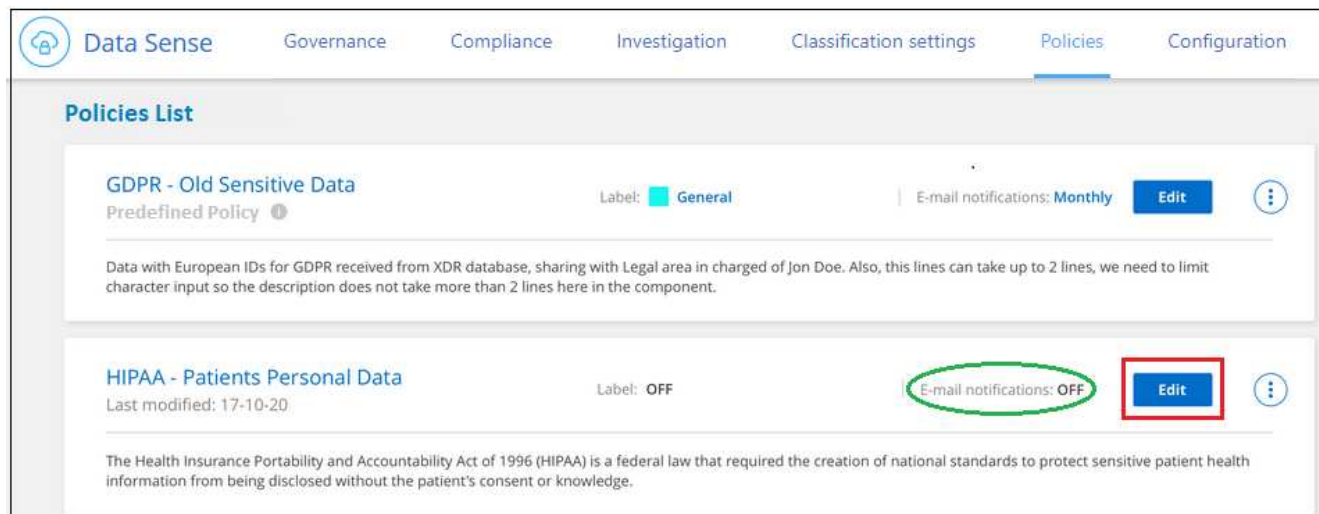 Data Sense Governance Compliance Investigation Classification settings Policies Configuration
Policies List
GDPR - Old Sensitive Data
Label: General
E-mail notifications: Monthly
Edit
Predefined Policy
Data with European IDs for GDPR received from XDR database, sharing with Legal area in charged of Jon Doe. Also, this lines can take up to 2 lines, we need to limit
character input so the description does not take more than 2 lines here in the component.
HIPAA - Patients Personal Data
Label: OFF
E-mail notifications: OFF
Edit
Last modified: 17-10-20
The Health Insurance Portability and Accountability Act of 1996 (HIPAA) is a federal law that required the creation of national standards to protect sensitive patient health
information from being disclosed without the patient's consent or knowledge.